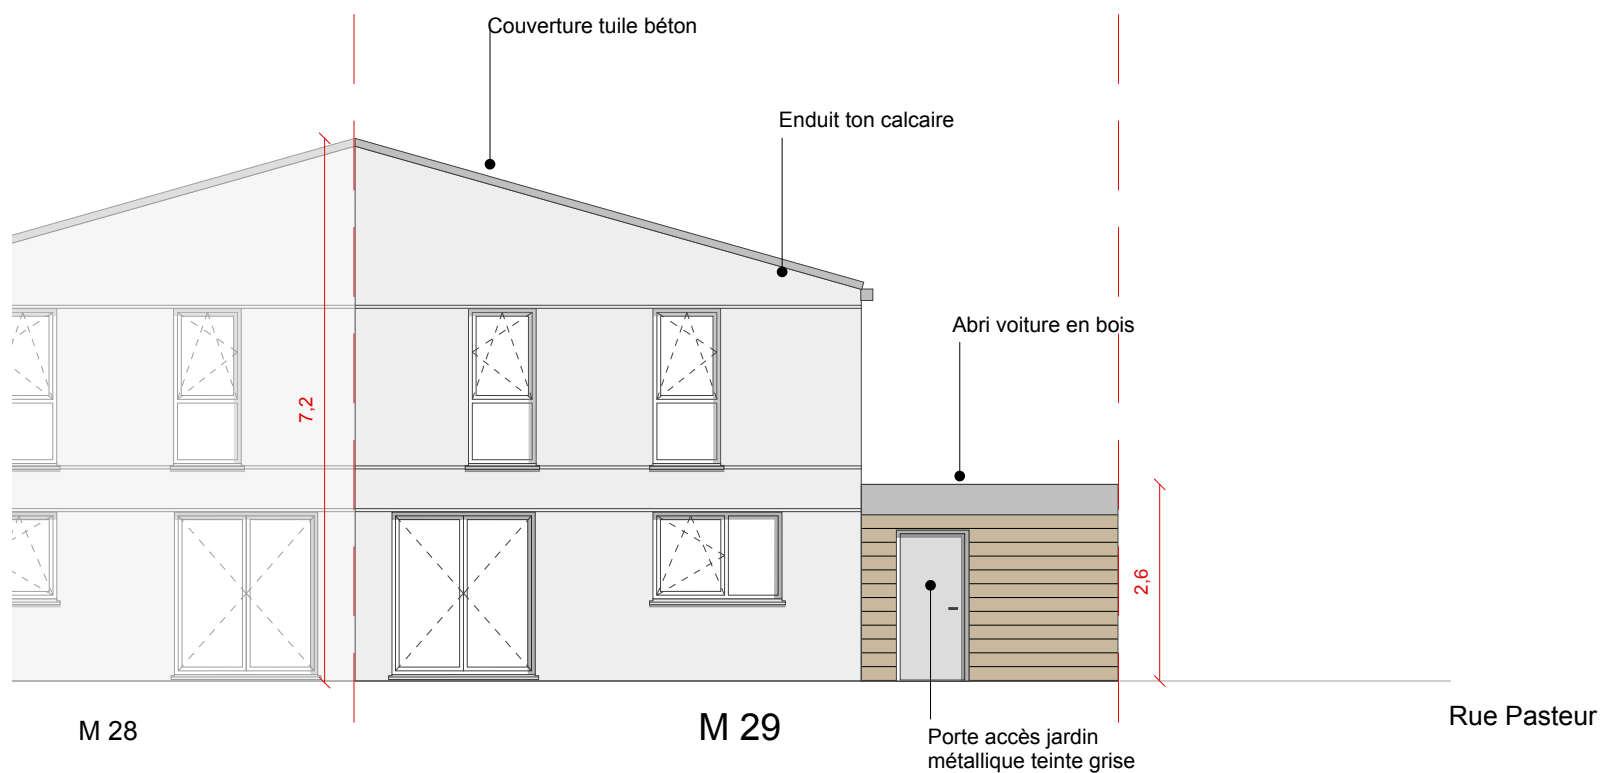 Couverture tuile béton
Enduit ton calcaire
Abri voiture en bois
7,2
2,6
M 28
M 29
Porte accès jardin
métallique teinte grise
Rue Pasteur